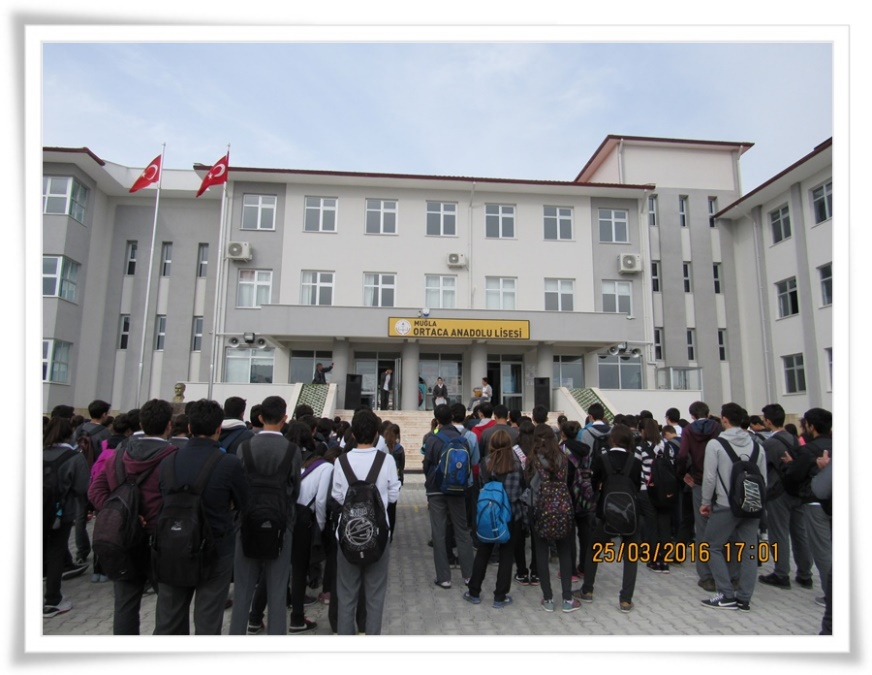 MUĞLA
ORTACA ANADOLU LİSESİ
25/03/2016 17:01